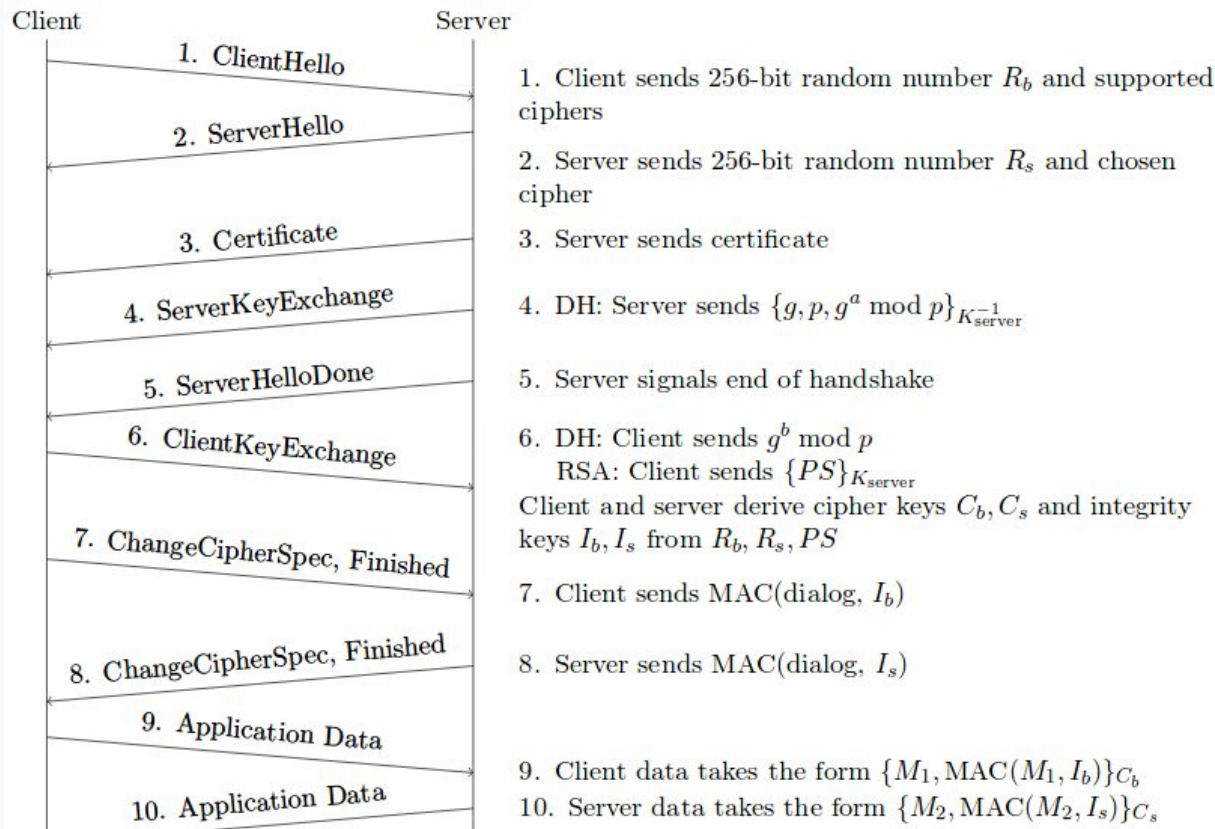 Client Server
1. ClientHello
1. Client sends 256-bit random number R_b and supported
ciphers
2. ServerHello
2. Server sends 256-bit random number R_s and chosen
cipher
3. Certificate
3. Server sends certificate
4. ServerKeyExchange
4. DH: Server sends {g, p, g^a mod p}_{K_{server}^{-1}}
5. ServerHelloDone
5. Server signals end of handshake
6. ClientKeyExchange
6. DH: Client sends g^b mod p
RSA: Client sends {PS}_{K_{server}}
Client and server derive cipher keys C_b, C_s and integrity
keys I_b, I_s from R_b, R_s, PS
7. ChangeCipherSpec, Finished
7. Client sends MAC(dialog, I_b)
8. ChangeCipherSpec, Finished
8. Server sends MAC(dialog, I_s)
9. Application Data
9. Client data takes the form {M_1, MAC(M_1, I_b)}_{C_b}
10. Application Data
10. Server data takes the form {M_2, MAC(M_2, I_s)}_{C_s}